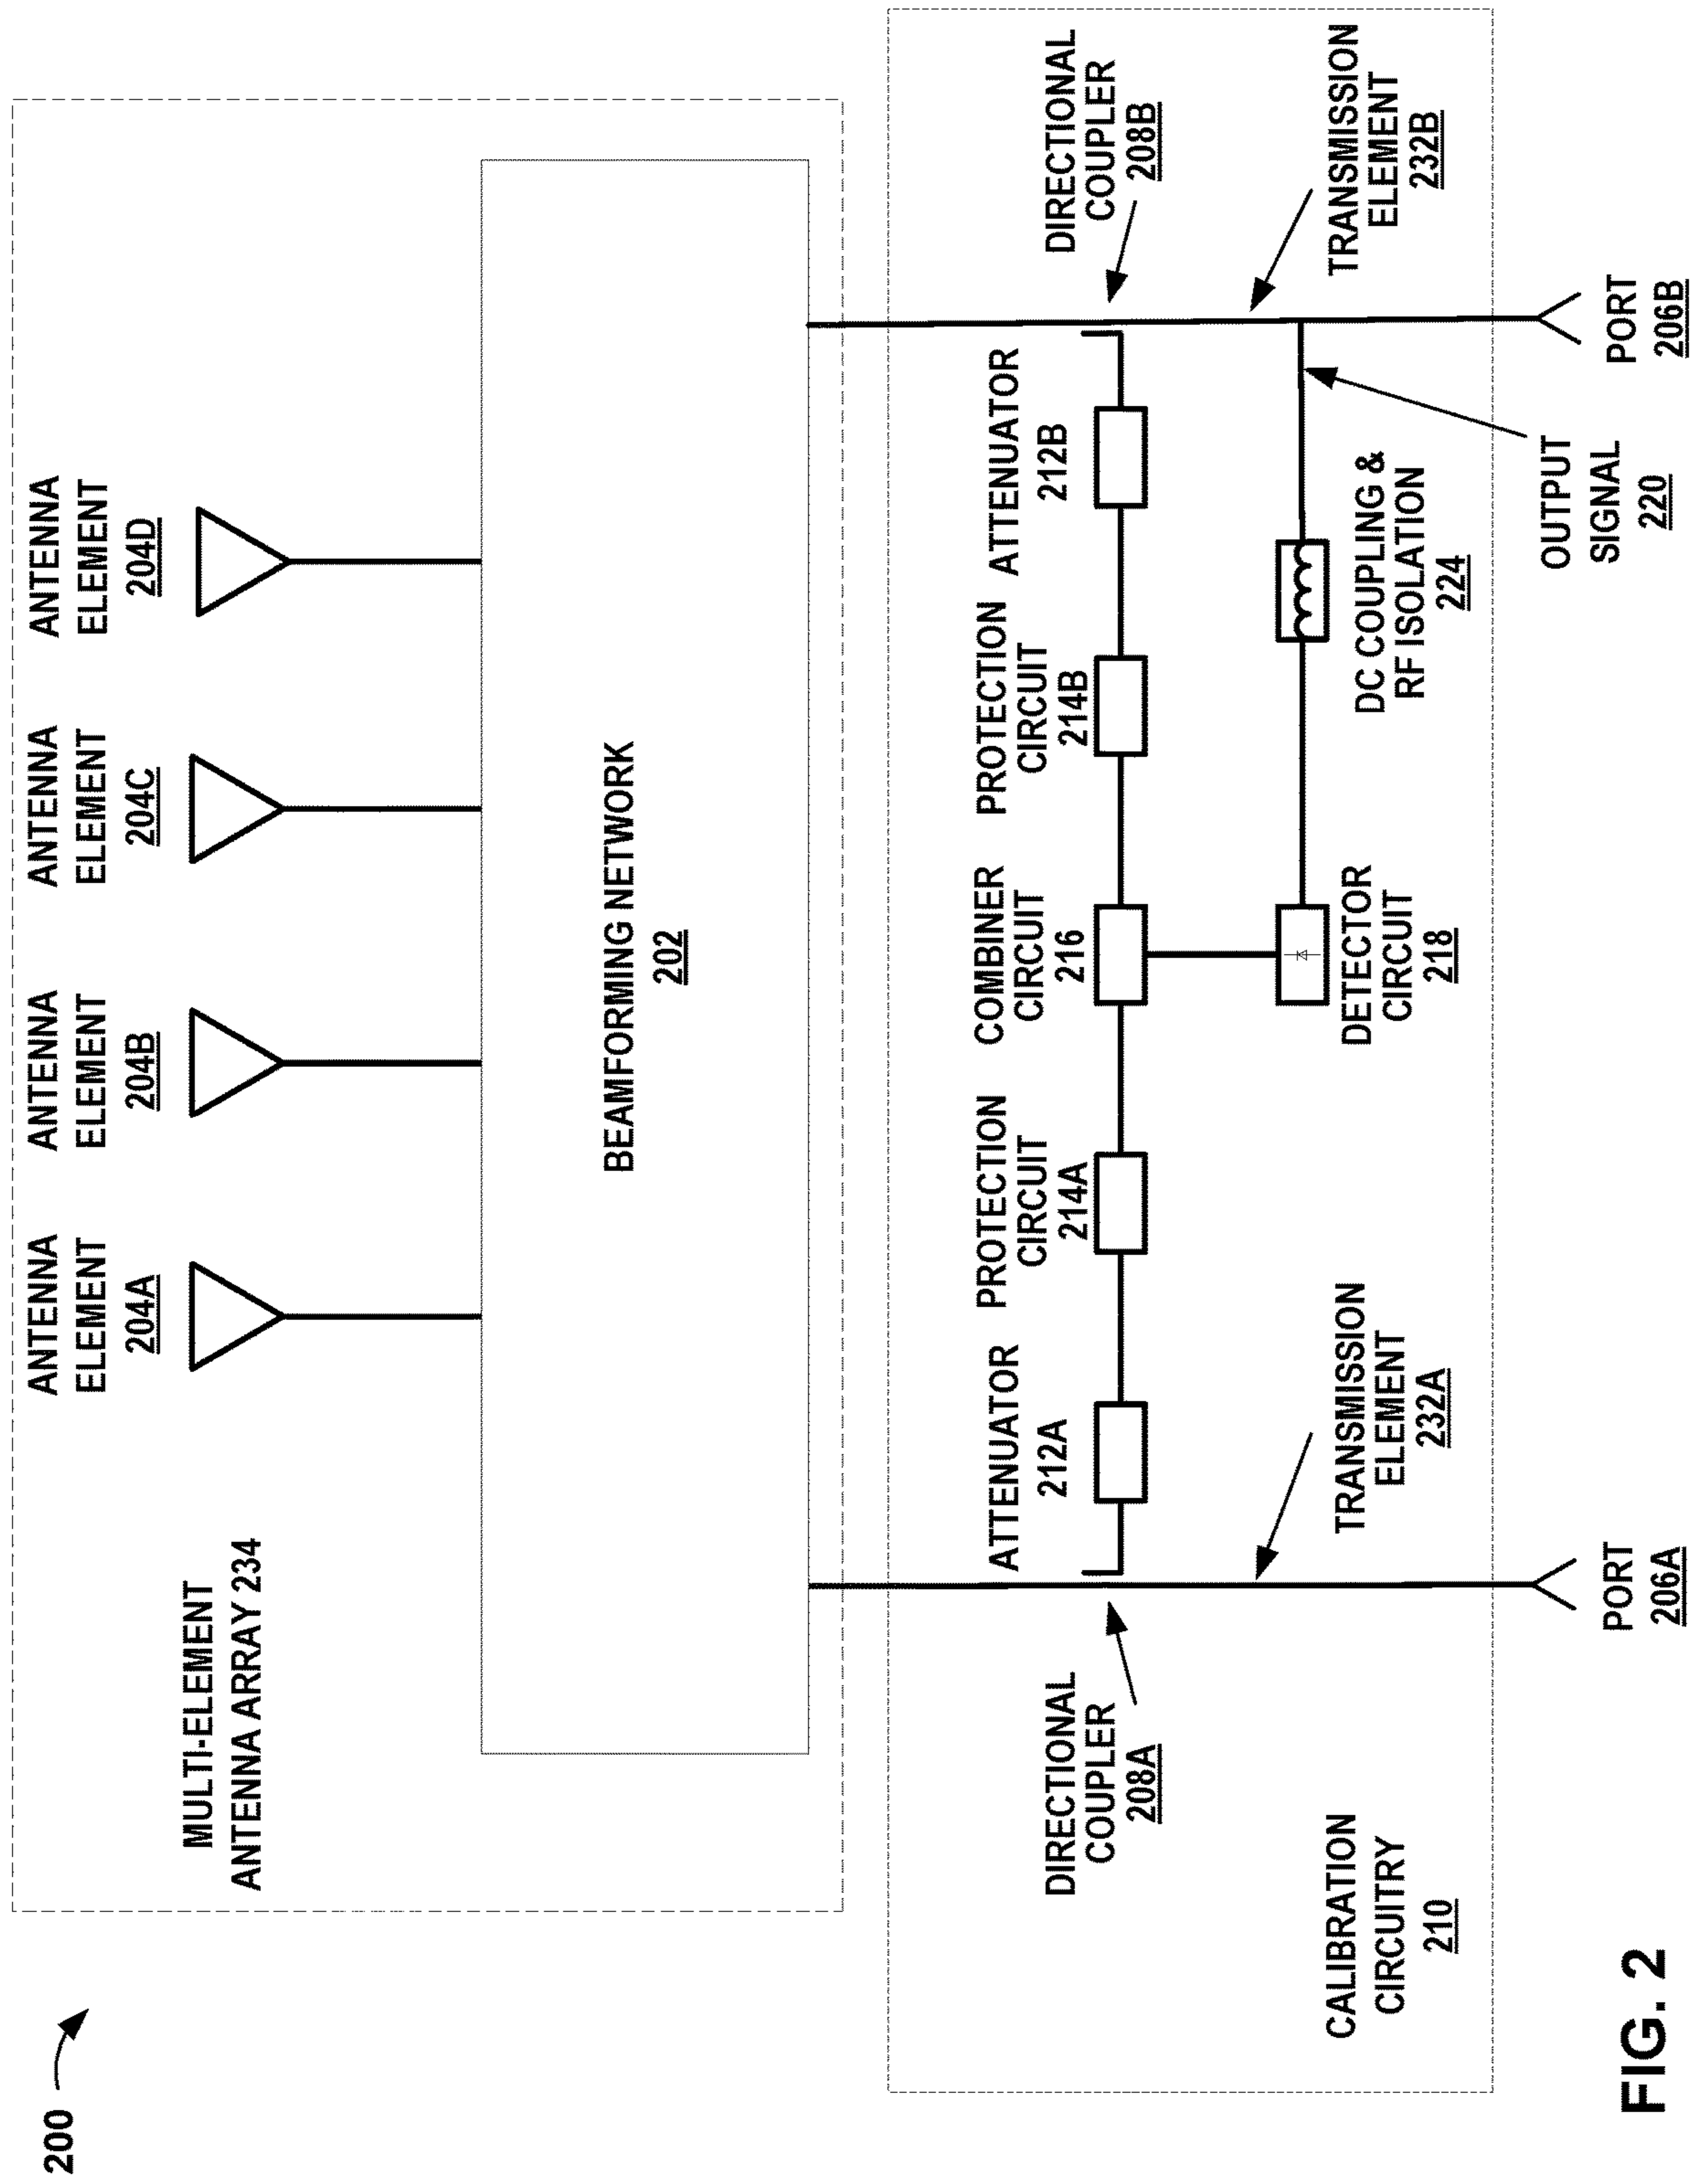 200
MULTI-ELEMENT
ANTENNA ARRAY 234
ANTENNA
ELEMENT
204A
ANTENNA
ELEMENT
204B
ANTENNA
ELEMENT
204C
ANTENNA
ELEMENT
204D
BEAMFORMING NETWORK
202
DIRECTIONAL
COUPLER
208A
ATTENUATOR
212A
PROTECTION
CIRCUIT
214A
COMBINER
CIRCUIT
216
PROTECTION
CIRCUIT
214B
ATTENUATOR
212B
DIRECTIONAL
COUPLER
208B
CALIBRATION
CIRCUITRY
210
TRANSMISSION
ELEMENT
232A
DETECTOR
CIRCUIT
218
DC COUPLING &
RF ISOLATION
224
TRANSMISSION
ELEMENT
232B
OUTPUT
SIGNAL
220
PORT
206A
PORT
206B
FIG. 2